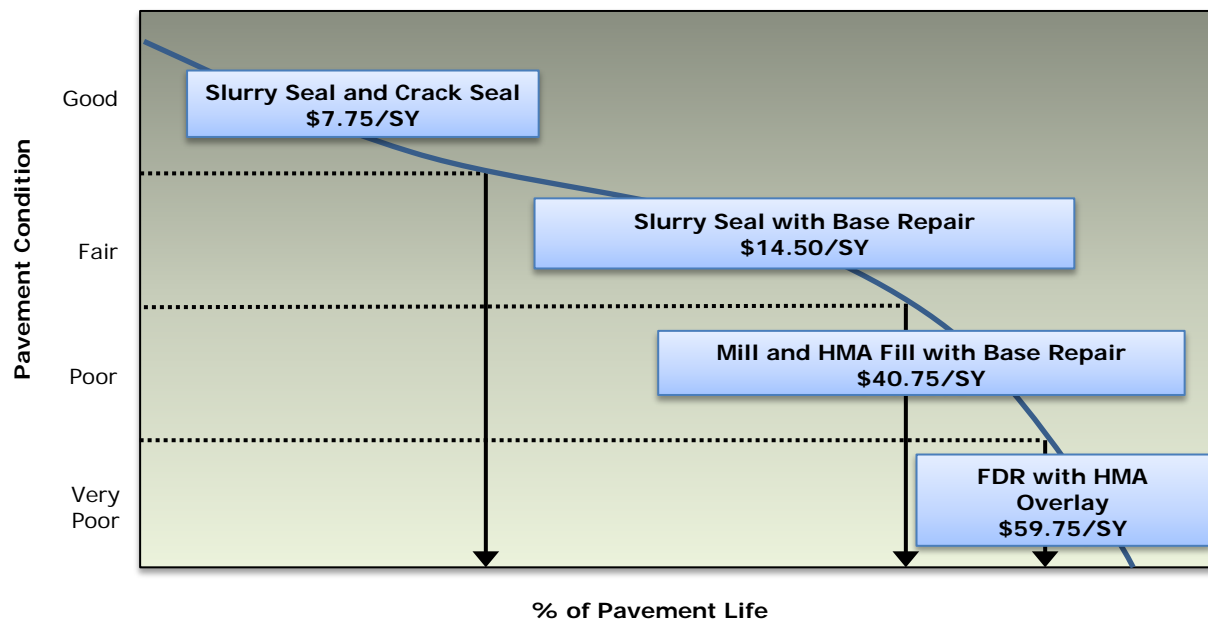 Pavement Condition
Good
Slurry Seal and Crack Seal
$7.75/SY
Fair
Slurry Seal with Base Repair
$14.50/SY
Poor
Mill and HMA Fill with Base Repair
$40.75/SY
Very
Poor
FDR with HMA
Overlay
$59.75/SY
% of Pavement Life